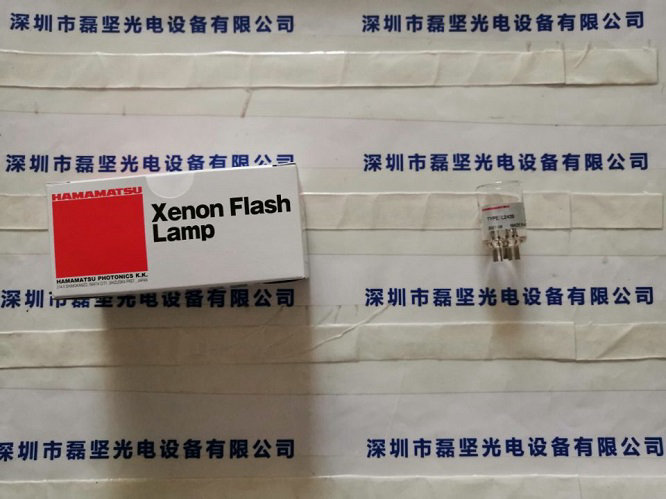 深圳市磊坚光电设备有限公司
深圳市磊坚光电设备有限公司
深圳市磊坚光电设备有限公司
深圳市磊坚光电设备有限公司
HAMAMATSU
Xenon Flash
Lamp
HAMAMATSU PHOTONICS K.K.
TYPE L2439
深圳市磊坚光电设备有限公司
深圳市磊坚光电设备有限公司
深圳市磊坚光电设备有限公司
深圳市磊坚光电设备有限公司